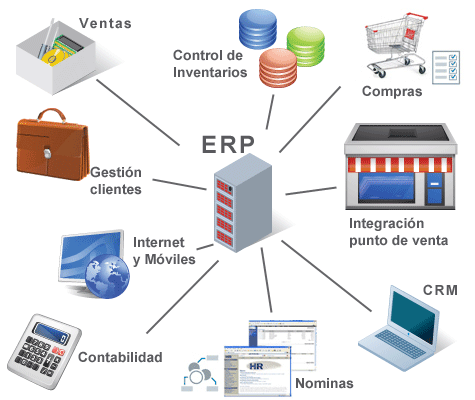 Ventas
Control de
Inventarios
Compras
ERP
Gestión
clientes
Integración
punto de venta
Internet
y Móviles
CRM
Contabilidad
HR
Nominas